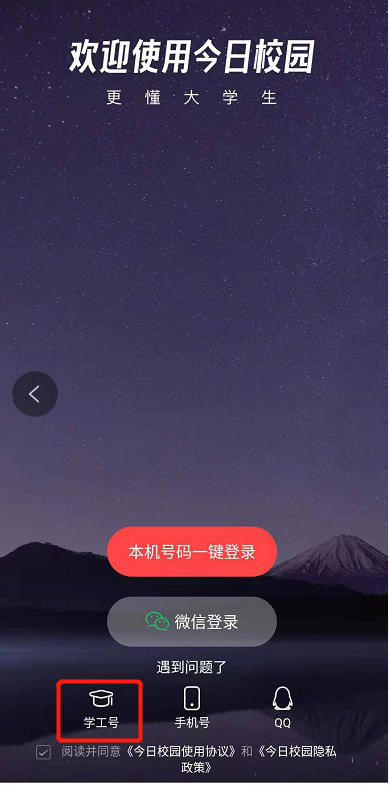 欢迎使用今日校园
更懂大学生
本机号码一键登录
微信登录
遇到问题了
学工号 手机号 QQ
阅读并同意《今日校园使用协议》和《今日校园隐私
政策》